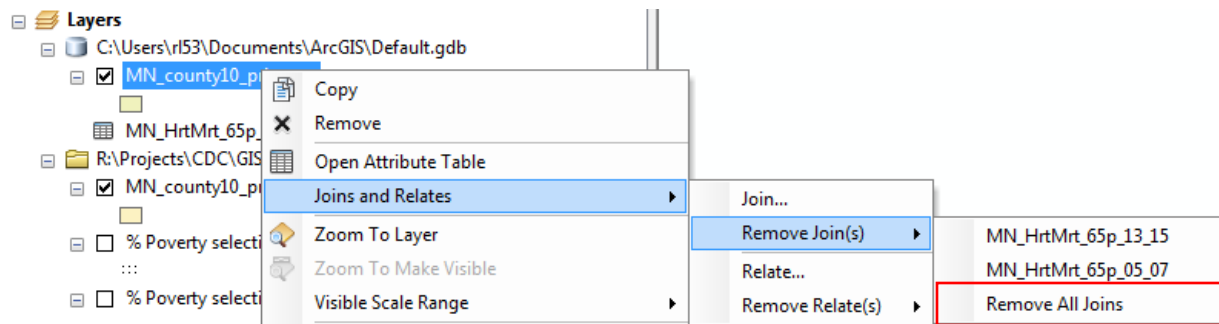 Layers
C:\Users\rl53\Documents\ArcGIS\Default.gdb
MN_county10_pr
Copy
MN_HrtMrt_65p_
Remove
R:\Projects\CDC\GIS
Open Attribute Table
MN_county10_pr
Joins and Relates
Join...
% Poverty selecti
Zoom To Layer
Remove Join(s)
MN_HrtMrt_65p_13_15
Zoom To Make Visible
Relate...
MN_HrtMrt_65p_05_07
% Poverty selecti
Visible Scale Range
Remove Relate(s)
Remove All Joins